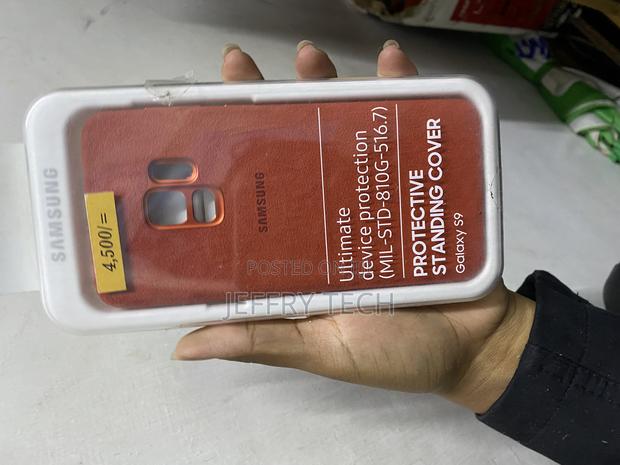 SAMSUNG
4,500/=
SAMSUNG
Ultimate
device protection
(MIL-STD-810G-516.7)
PROTECTIVE
STANDING COVER
Galaxy S9
POSTED ON
JEFFRY TECH